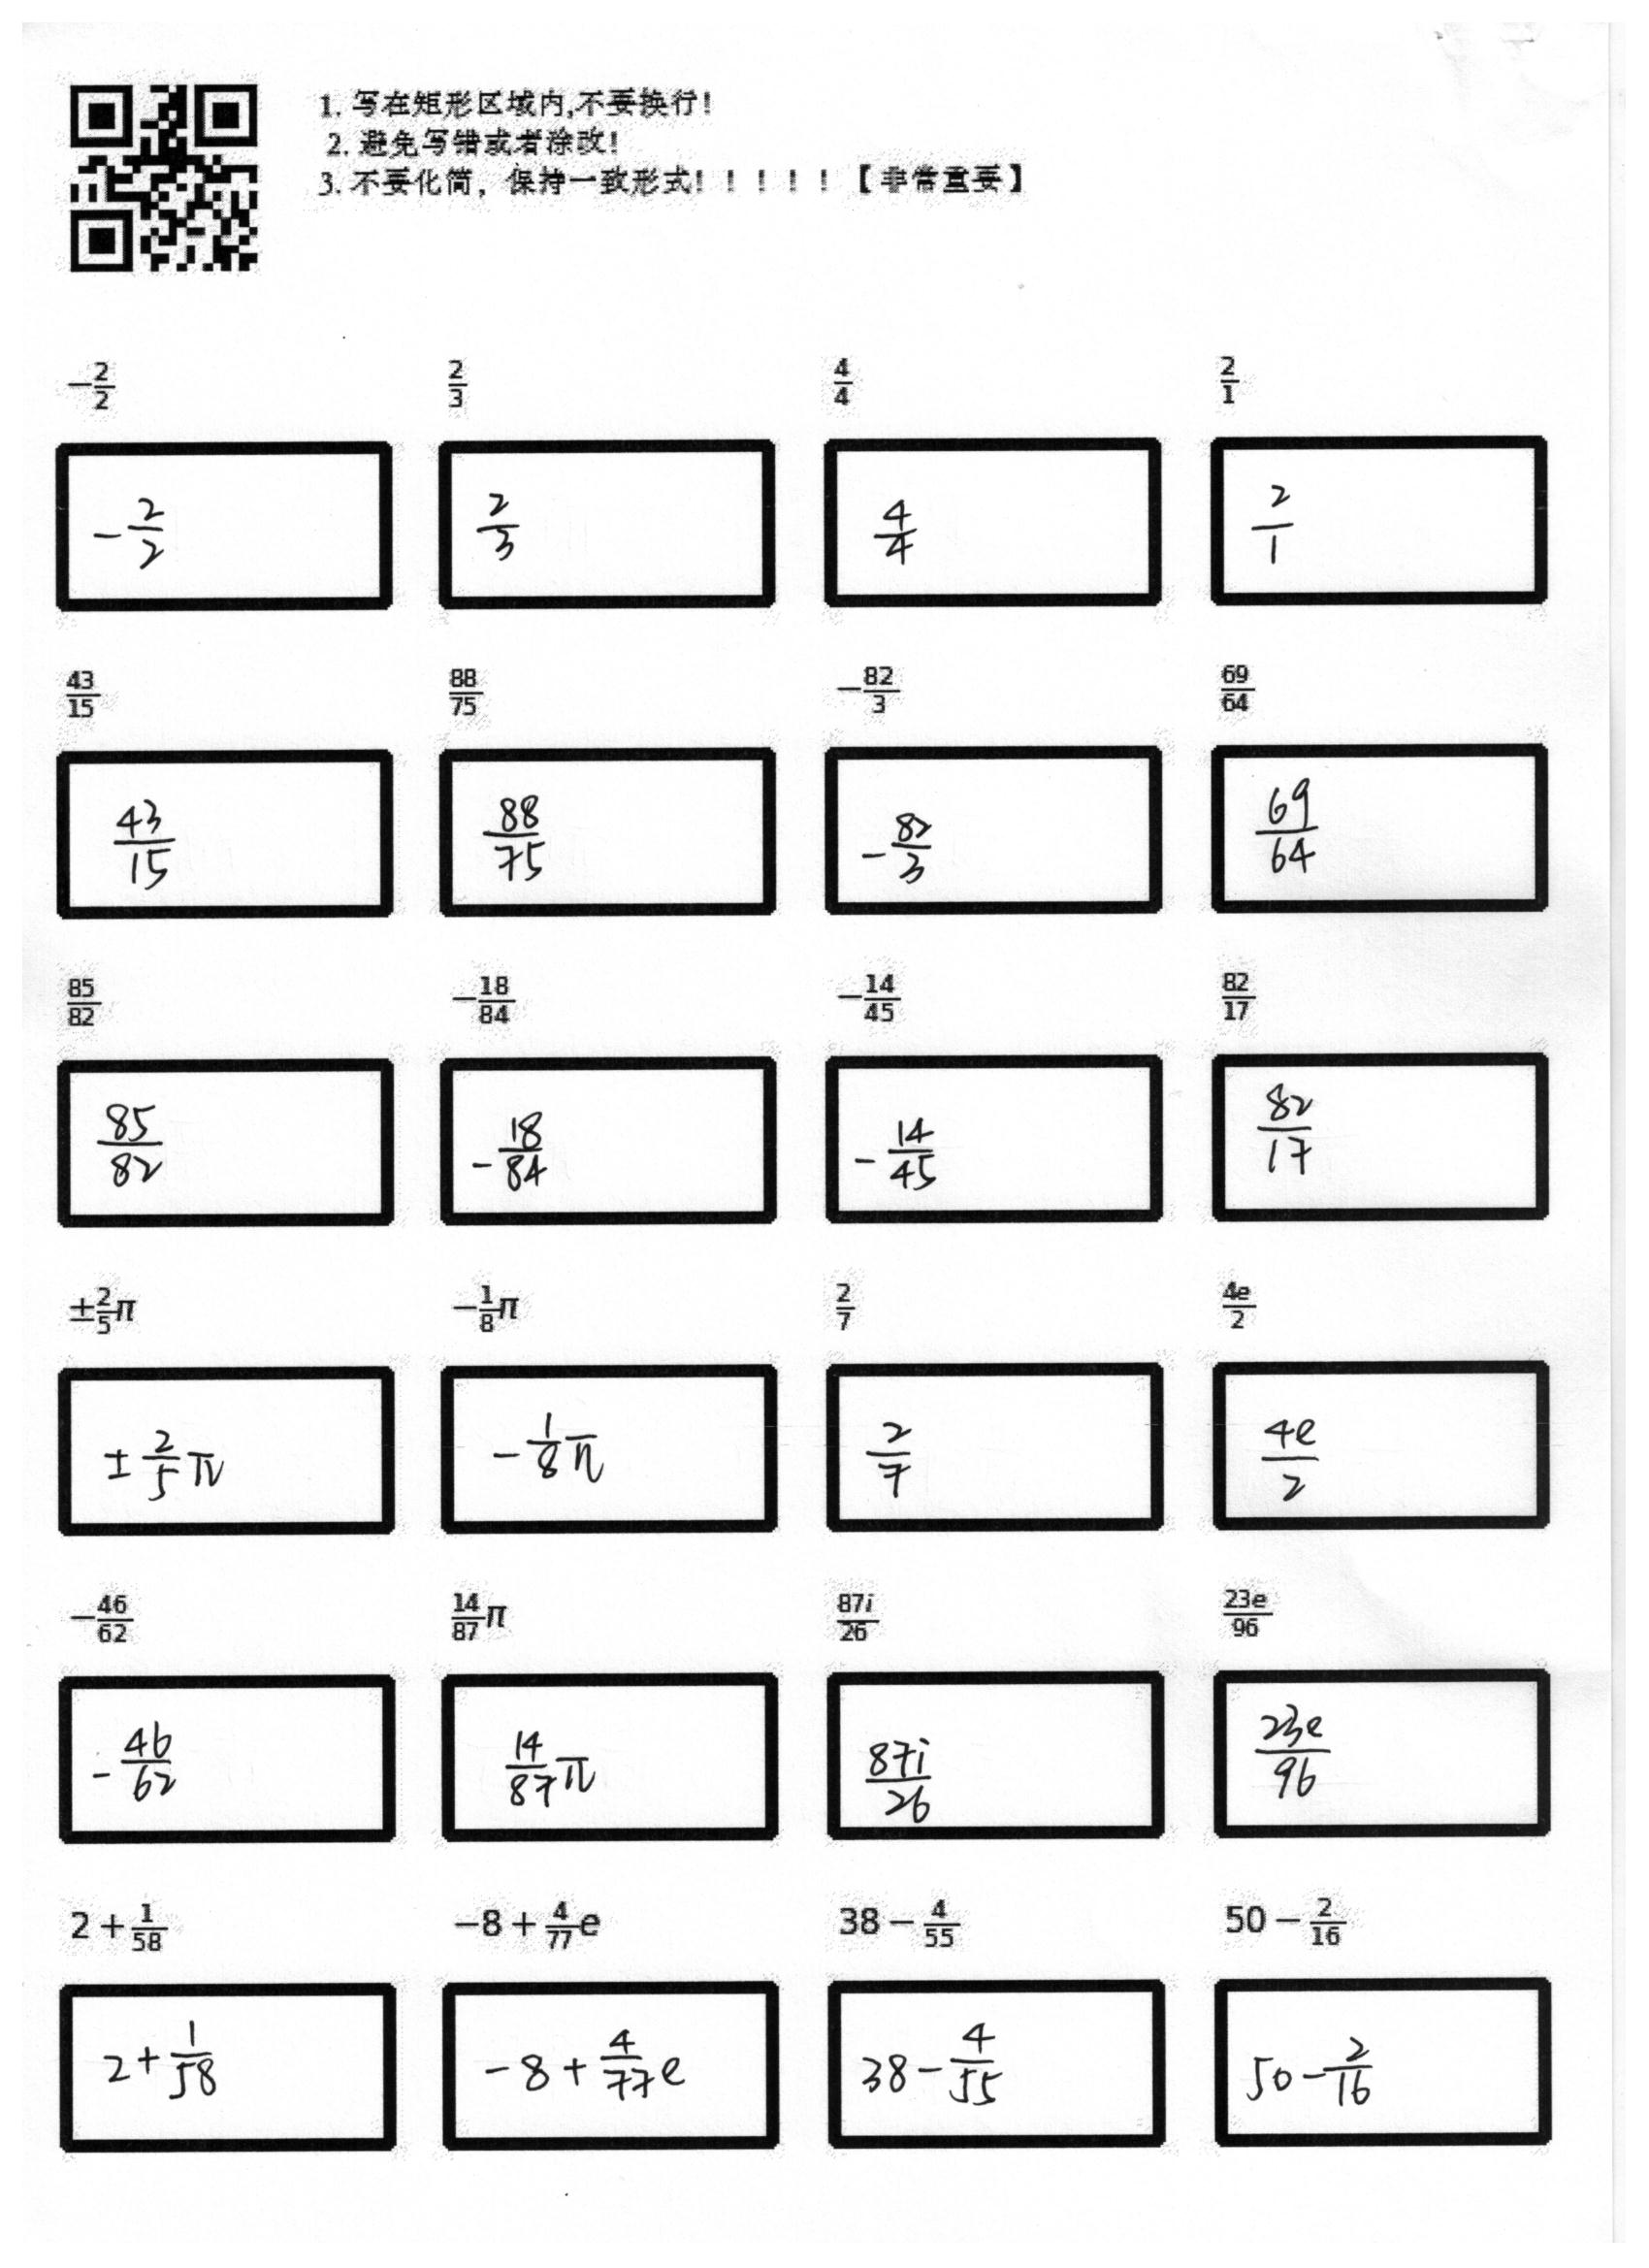 1. 写在矩形区域内,不要换行!
2. 避免写错或者涂改!
3. 不要化简，保持一致形式! ! ! ! ! 【非常重要】
$-\frac{2}{2}$ $\frac{2}{3}$ $\frac{4}{4}$ $\frac{2}{1}$
$-\frac{2}{2}$ $\frac{2}{3}$ $\frac{4}{4}$ $\frac{2}{1}$
$\frac{43}{15}$ $\frac{88}{75}$ $-\frac{82}{3}$ $\frac{69}{64}$
$\frac{43}{15}$ $\frac{88}{75}$ $-\frac{82}{3}$ $\frac{69}{64}$
$\frac{85}{82}$ $-\frac{18}{84}$ $-\frac{14}{45}$ $\frac{82}{17}$
$\frac{85}{82}$ $-\frac{18}{84}$ $-\frac{14}{45}$ $\frac{82}{17}$
$\pm\frac{2}{5}\pi$ $-\frac{1}{8}\pi$ $\frac{2}{7}$ $\frac{4e}{2}$
$\pm\frac{2}{5}\pi$ $-\frac{1}{8}\pi$ $\frac{2}{7}$ $\frac{4e}{2}$
$-\frac{46}{62}$ $\frac{14}{87}\pi$ $\frac{87i}{26}$ $\frac{23e}{96}$
$-\frac{46}{62}$ $\frac{14}{87}\pi$ $\frac{87i}{26}$ $\frac{23e}{96}$
$2+\frac{1}{58}$ $-8+\frac{4}{77}e$ $38-\frac{4}{55}$ $50-\frac{2}{16}$
$2+\frac{1}{58}$ $-8+\frac{4}{77}e$ $38-\frac{4}{55}$ $50-\frac{2}{16}$